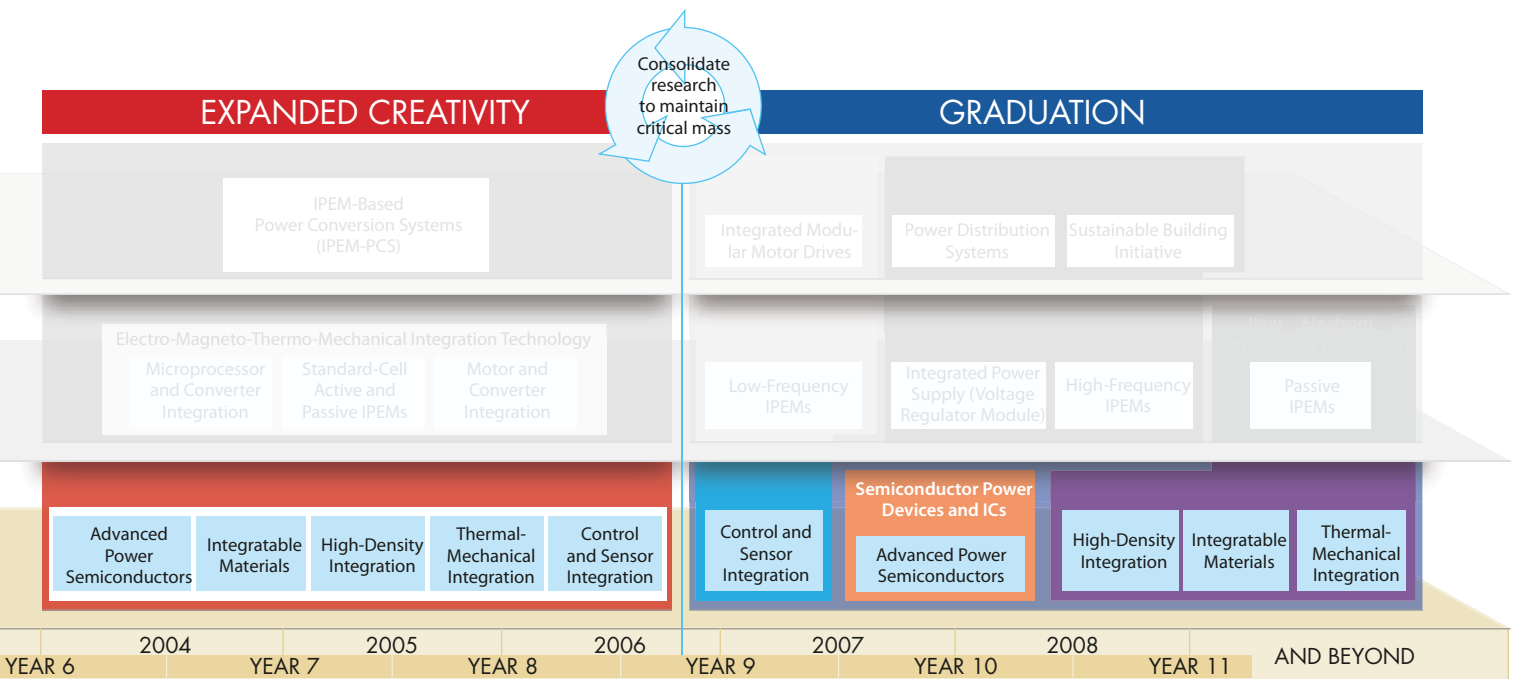 Consolidate
research
to maintain
critical mass
EXPANDED CREATIVITY
GRADUATION
IPEM-Based
Power Conversion Systems
(IPEM-PCS)
Integrated Modu-
lar Motor Drives
Power Distribution
Systems
Sustainable Building
Initiative
Electro-Magneto-Thermo-Mechanical Integration Technology
Microprocessor
and Converter
Integration
Standard-Cell
Active and
Passive IPEMs
Motor and
Converter
Integration
Low-Frequency
IPEMs
Integrated Power
Supply (Voltage
Regulator Module)
High-Frequency
IPEMs
Passive
IPEMs
Advanced
Power
Semiconductors
Integratable
Materials
High-Density
Integration
Thermal-
Mechanical
Integration
Control
and Sensor
Integration
Control and
Sensor
Integration
Semiconductor Power
Devices and ICs
Advanced Power
Semiconductors
High-Density
Integration
Integratable
Materials
Thermal-
Mechanical
Integration
2004 2005 2006 2007 2008
YEAR 6 YEAR 7 YEAR 8 YEAR 9 YEAR 10 YEAR 11
AND BEYOND